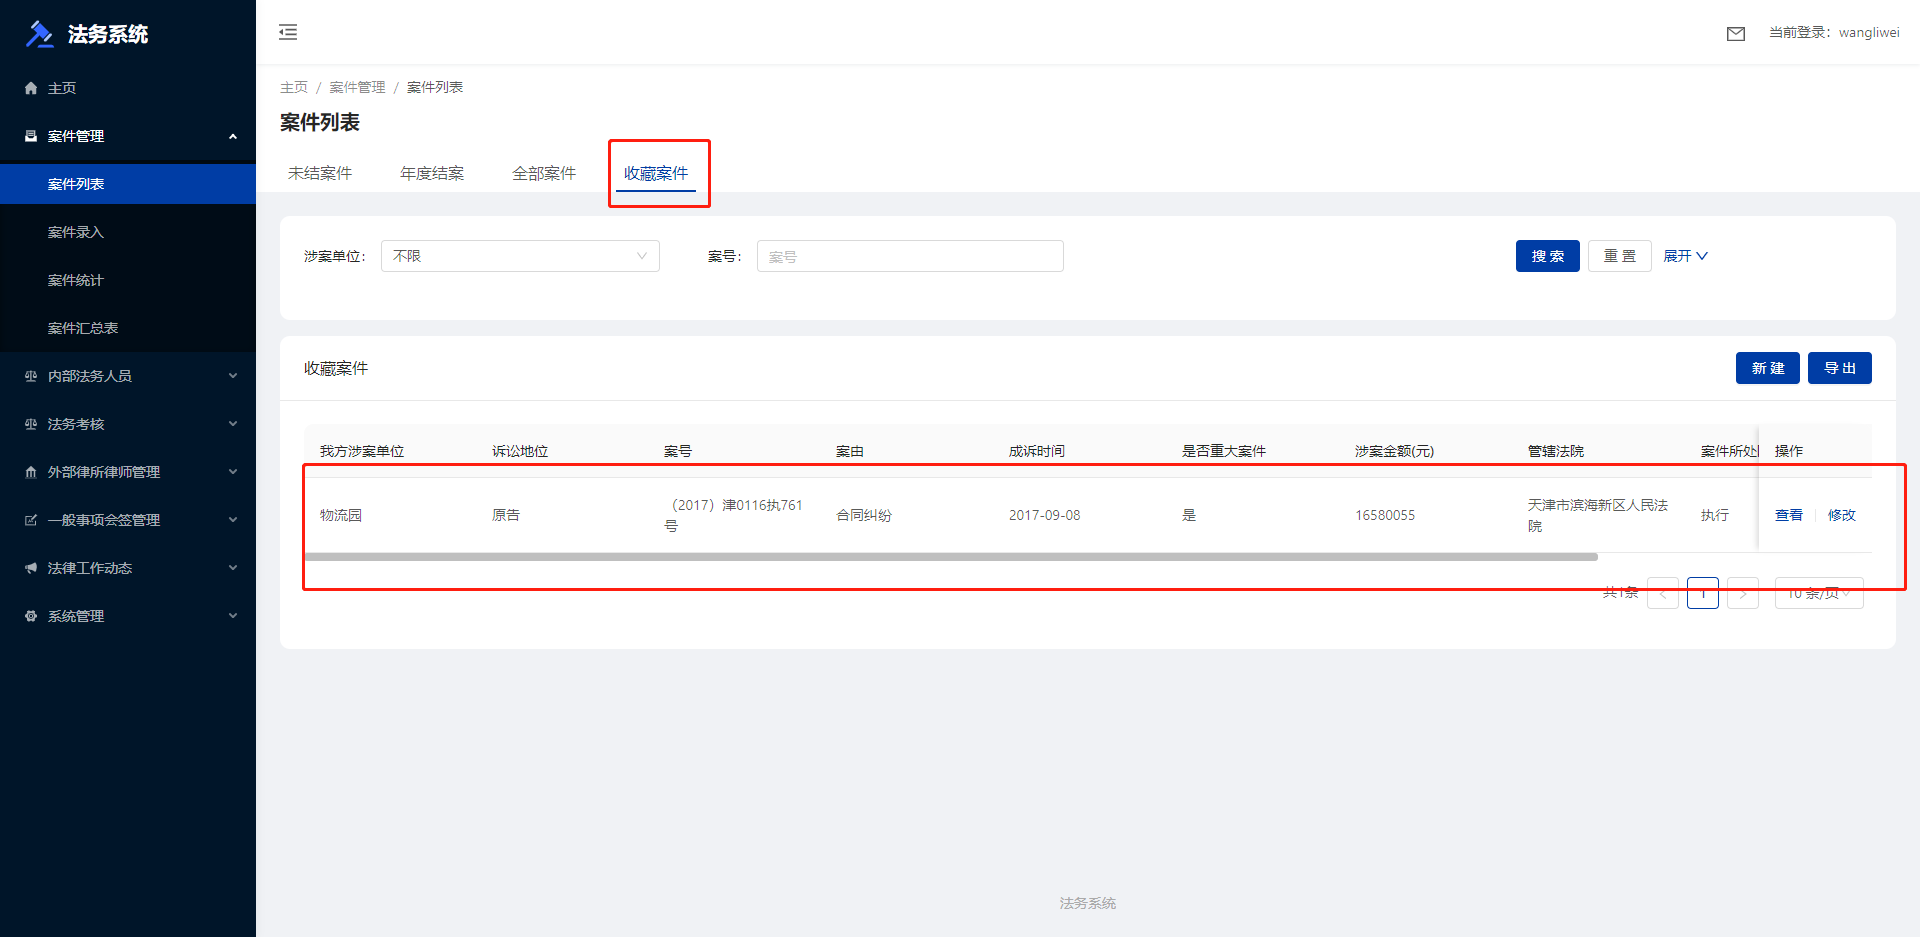 法务系统
当前登录：wangliwei
主页
案件管理
案件列表
案件录入
案件统计
案件汇总表
内部法务人员
法务考核
外部律所律师管理
一般事项会签管理
法律工作动态
系统管理
主页 / 案件管理 / 案件列表
案件列表
未结案件 年度结案 全部案件 收藏案件
涉案单位： 不限 案号： 案号 搜 索 重 置 展开
收藏案件 新 建 导 出
我方涉案单位 诉讼地位 案号 案由 成诉时间 是否重大案件 涉案金额(元) 管辖法院 案件所处 操作
物流园 原告 （2017）津0116执761 合同纠纷 2017-09-08 是 16580055 天津市滨海新区人民法 执行 查看 修改
号 院
共1条 1 10 条/页
法务系统